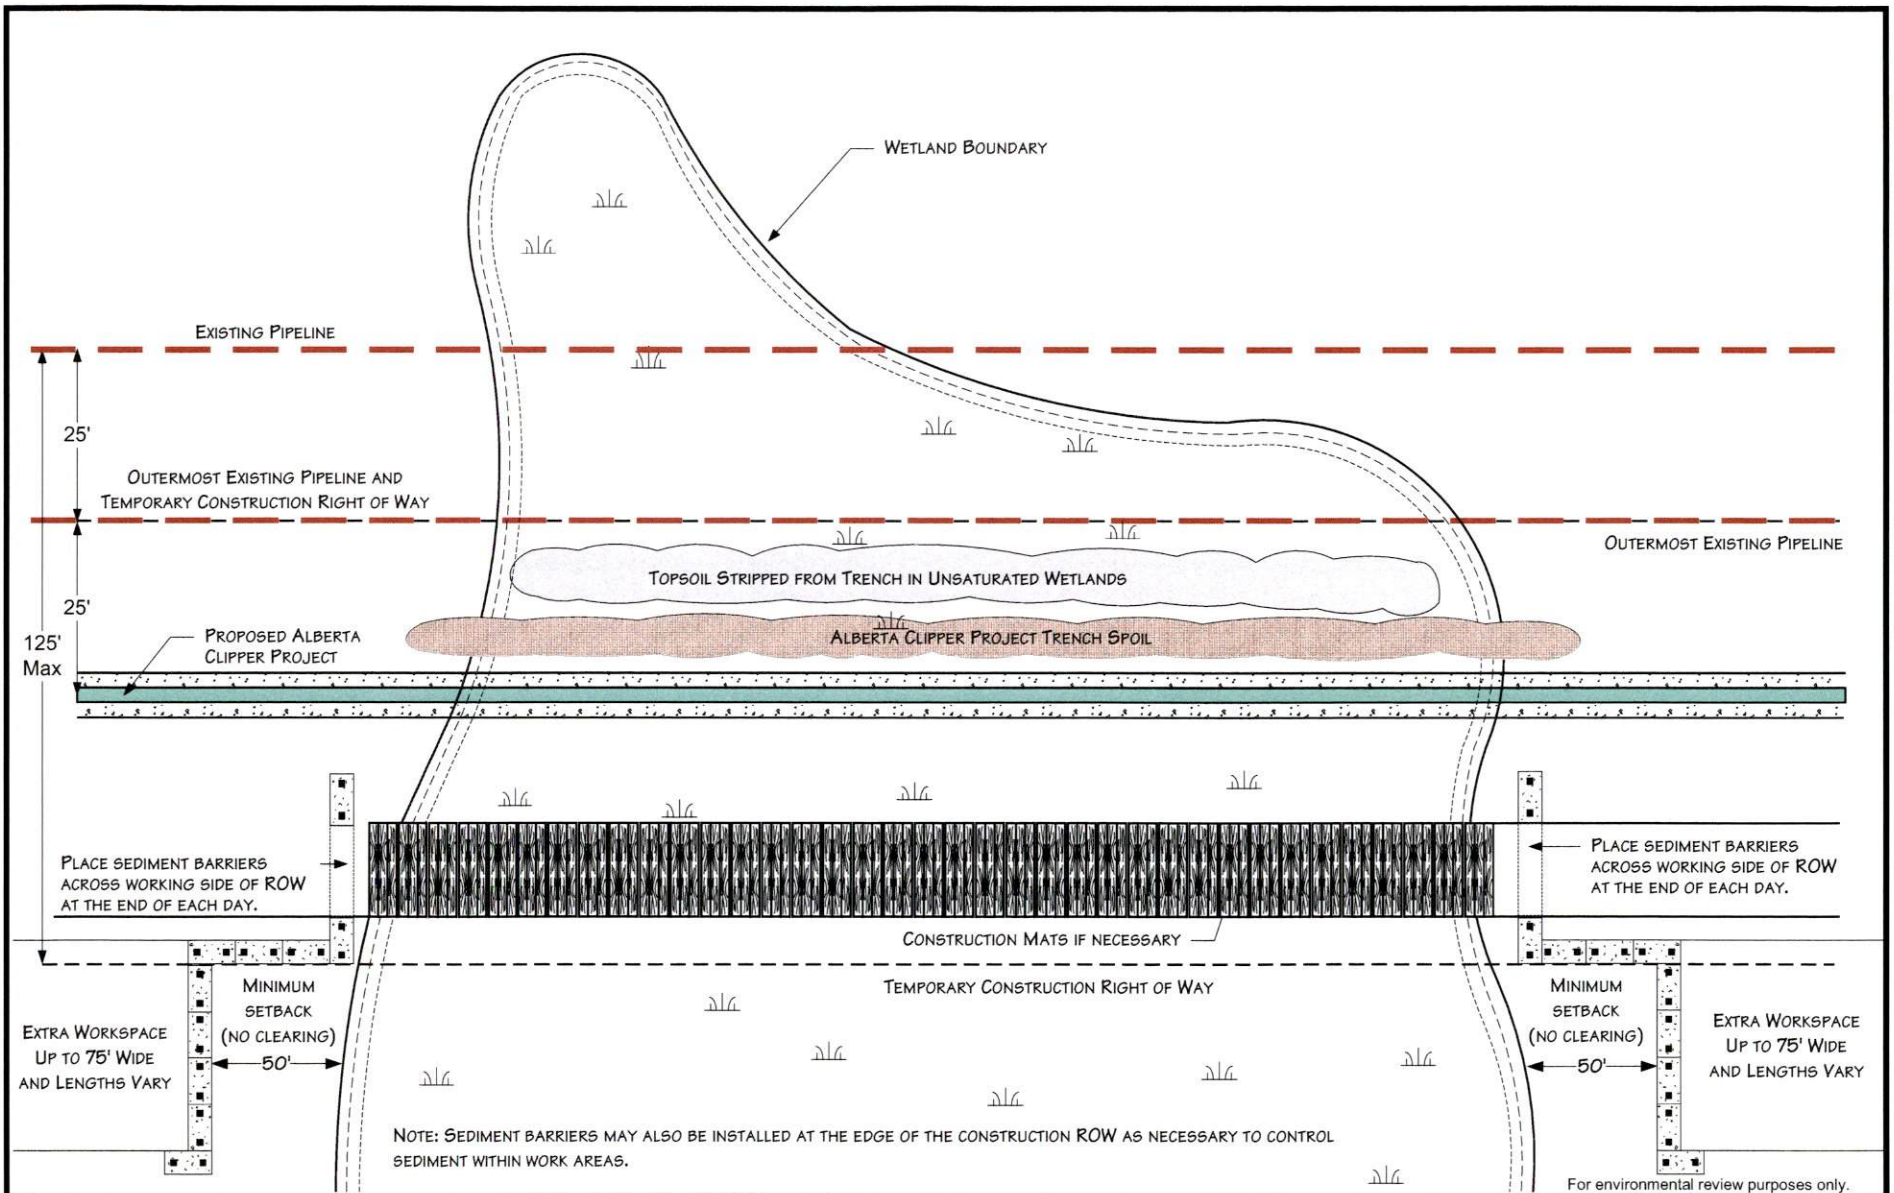 WETLAND BOUNDARY
EXISTING PIPELINE
25'
OUTERMOST EXISTING PIPELINE AND
TEMPORARY CONSTRUCTION RIGHT OF WAY
OUTERMOST EXISTING PIPELINE
TOPSOIL STRIPPED FROM TRENCH IN UNSATURATED WETLANDS
25'
125'
Max
PROPOSED ALBERTA
CLIPPER PROJECT
ALBERTA CLIPPER PROJECT TRENCH SPOIL
PLACE SEDIMENT BARRIERS
ACROSS WORKING SIDE OF ROW
AT THE END OF EACH DAY.
PLACE SEDIMENT BARRIERS
ACROSS WORKING SIDE OF ROW
AT THE END OF EACH DAY.
CONSTRUCTION MATS IF NECESSARY
TEMPORARY CONSTRUCTION RIGHT OF WAY
MINIMUM
SETBACK
(NO CLEARING)
50'
EXTRA WORKSPACE
UP TO 75' WIDE
AND LENGTHS VARY
MINIMUM
SETBACK
(NO CLEARING)
50'
EXTRA WORKSPACE
UP TO 75' WIDE
AND LENGTHS VARY
NOTE: SEDIMENT BARRIERS MAY ALSO BE INSTALLED AT THE EDGE OF THE CONSTRUCTION ROW AS NECESSARY TO CONTROL
SEDIMENT WITHIN WORK AREAS.
For environmental review purposes only.